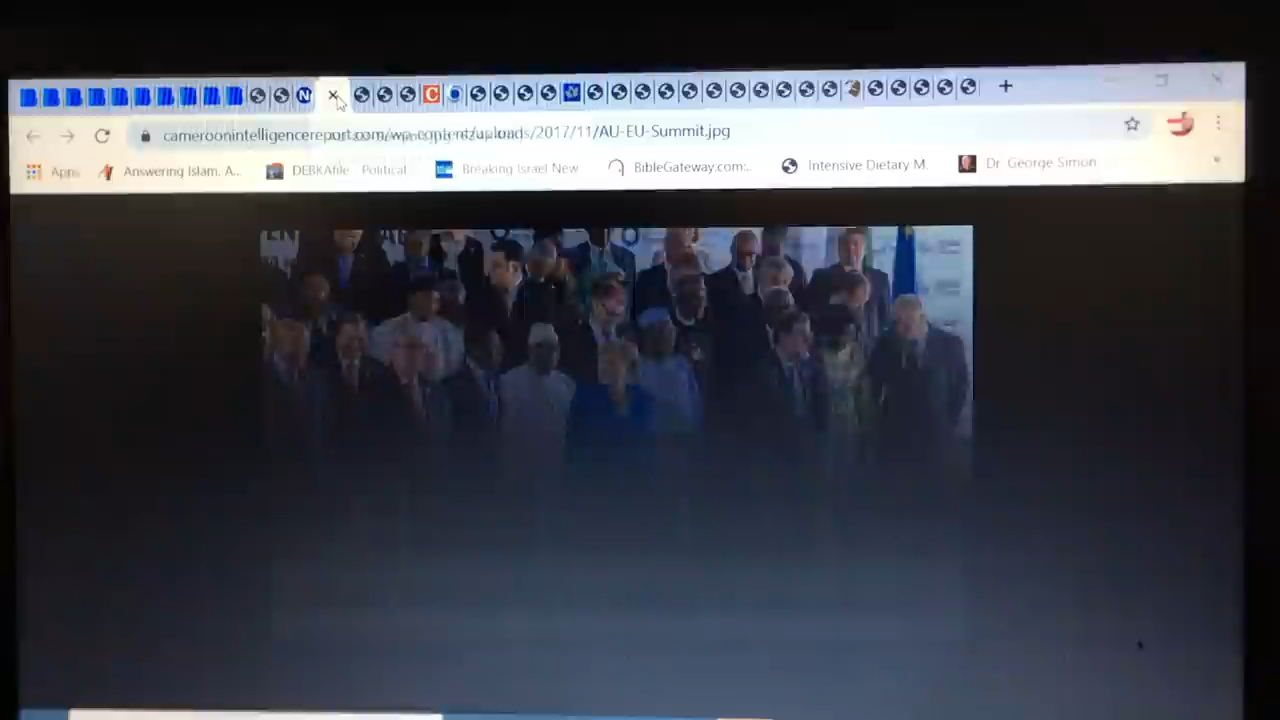 cameroonintelligencereport.com/wp-content/uploads/2017/11/AU-EU-Summit.jpg
Apps Answering Islam. A... DEBKAfile Political Breaking Israel New BibleGateway.com:.. Intensive Dietary M. Dr. George Simon